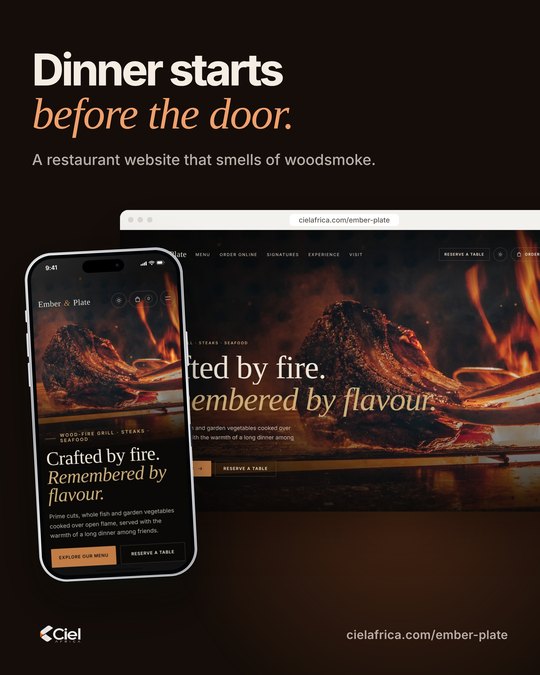 Dinner starts
before the door.
A restaurant website that smells of woodsmoke.
cielafrica.com/ember-plate
Plate MENU ORDER ONLINE SIGNATURES EXPERIENCE VISIT RESERVE A TABLE ORDER
· STEAKS · SEAFOOD
fted by fire.
embered by flavour.
and garden vegetables cooked over
ith the warmth of a long dinner among
RESERVE A TABLE
9:41
Ember & Plate
0
WOOD-FIRE GRILL · STEAKS ·
SEAFOOD
Crafted by fire.
Remembered by
flavour.
Prime cuts, whole fish and garden vegetables
cooked over open flame, served with the
warmth of a long dinner among friends.
EXPLORE OUR MENU RESERVE A TABLE
Ciel
cielafrica.com/ember-plate